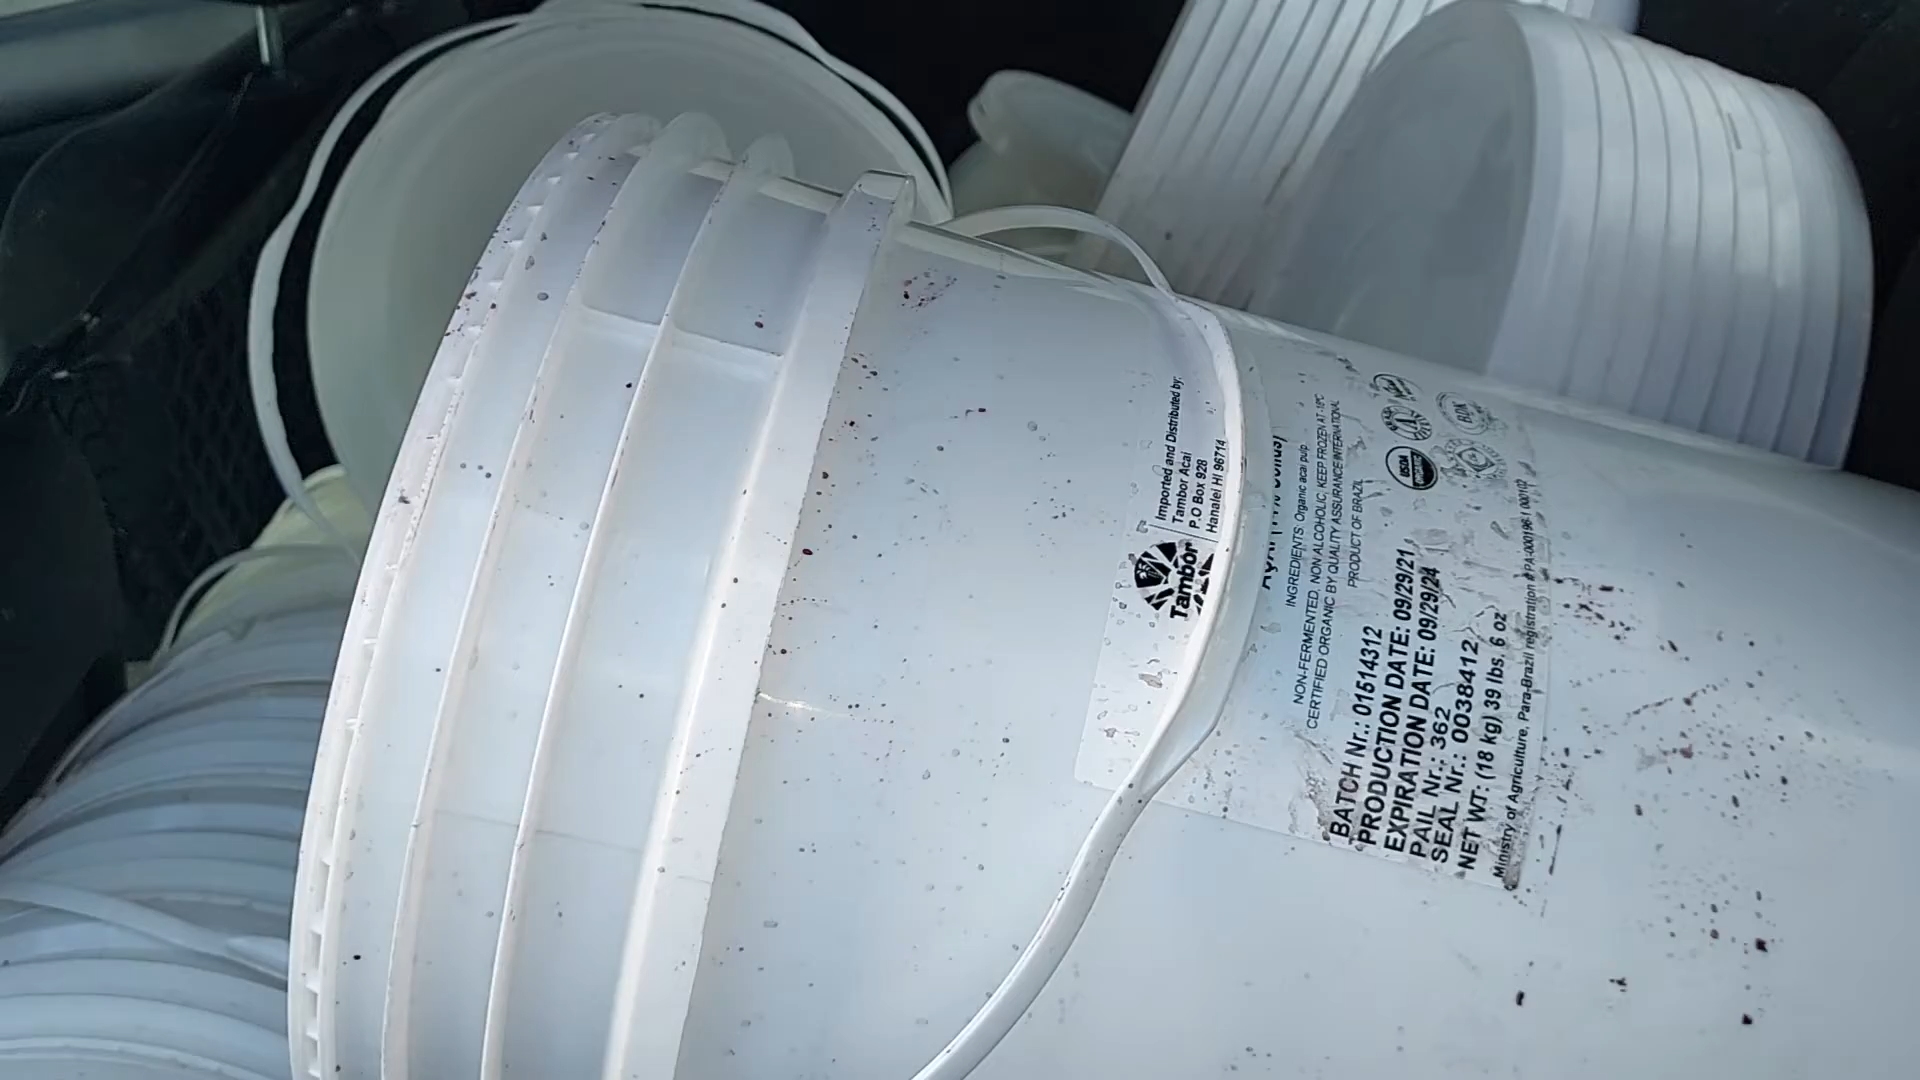 Imported and Distributed by:
Tambor Acai
P.O Box 928
Hanalei HI 96714
Tambor
INGREDIENTS: Organic acai pulp.
NON-FERMENTED, NON ALCOHOLIC, KEEP FROZEN AT -18°C
CERTIFIED ORGANIC BY QUALITY ASSURANCE INTERNATIONAL
PRODUCT OF BRAZIL
USDA
ORGANIC
BDK
BATCH Nr.: 01514312
PRODUCTION DATE: 09/29/21
EXPIRATION DATE: 09/29/24
PAIL Nr.: 362
SEAL Nr.: 0038412
NET WT: (18 kg) 39 lbs, 6 oz
Ministry of Agriculture, Para-Brazil registration #